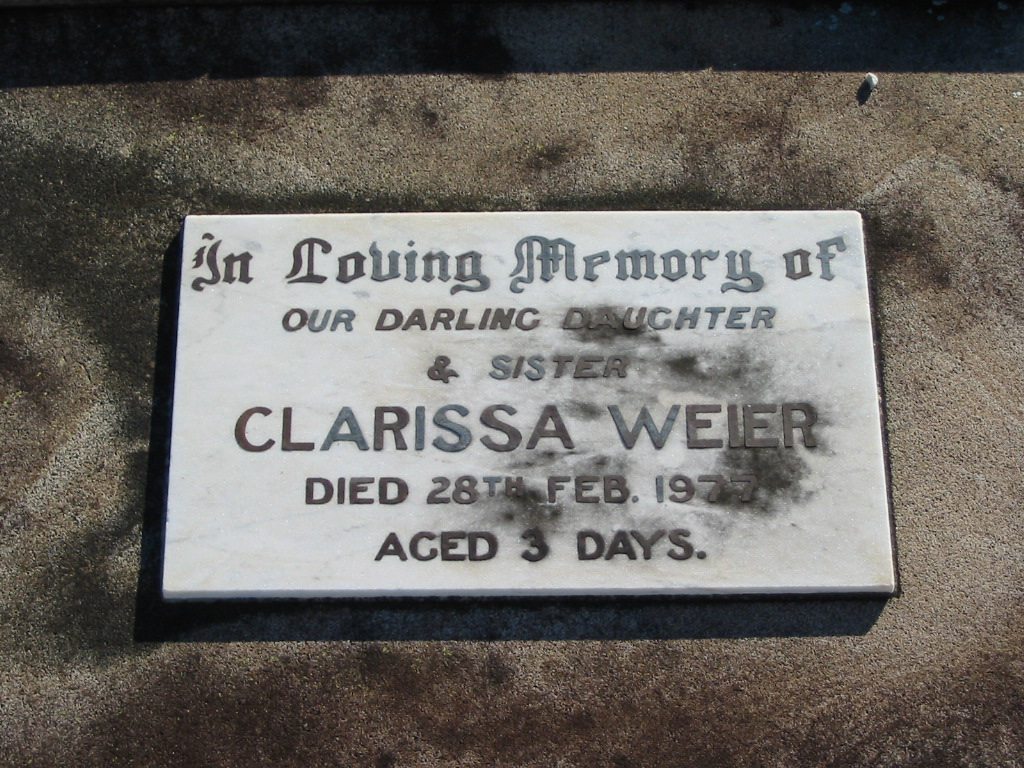 In Loving Memory of
OUR DARLING DAUGHTER
& SISTER
CLARISSA WEIER
DIED 28TH FEB. 1977
AGED 3 DAYS.